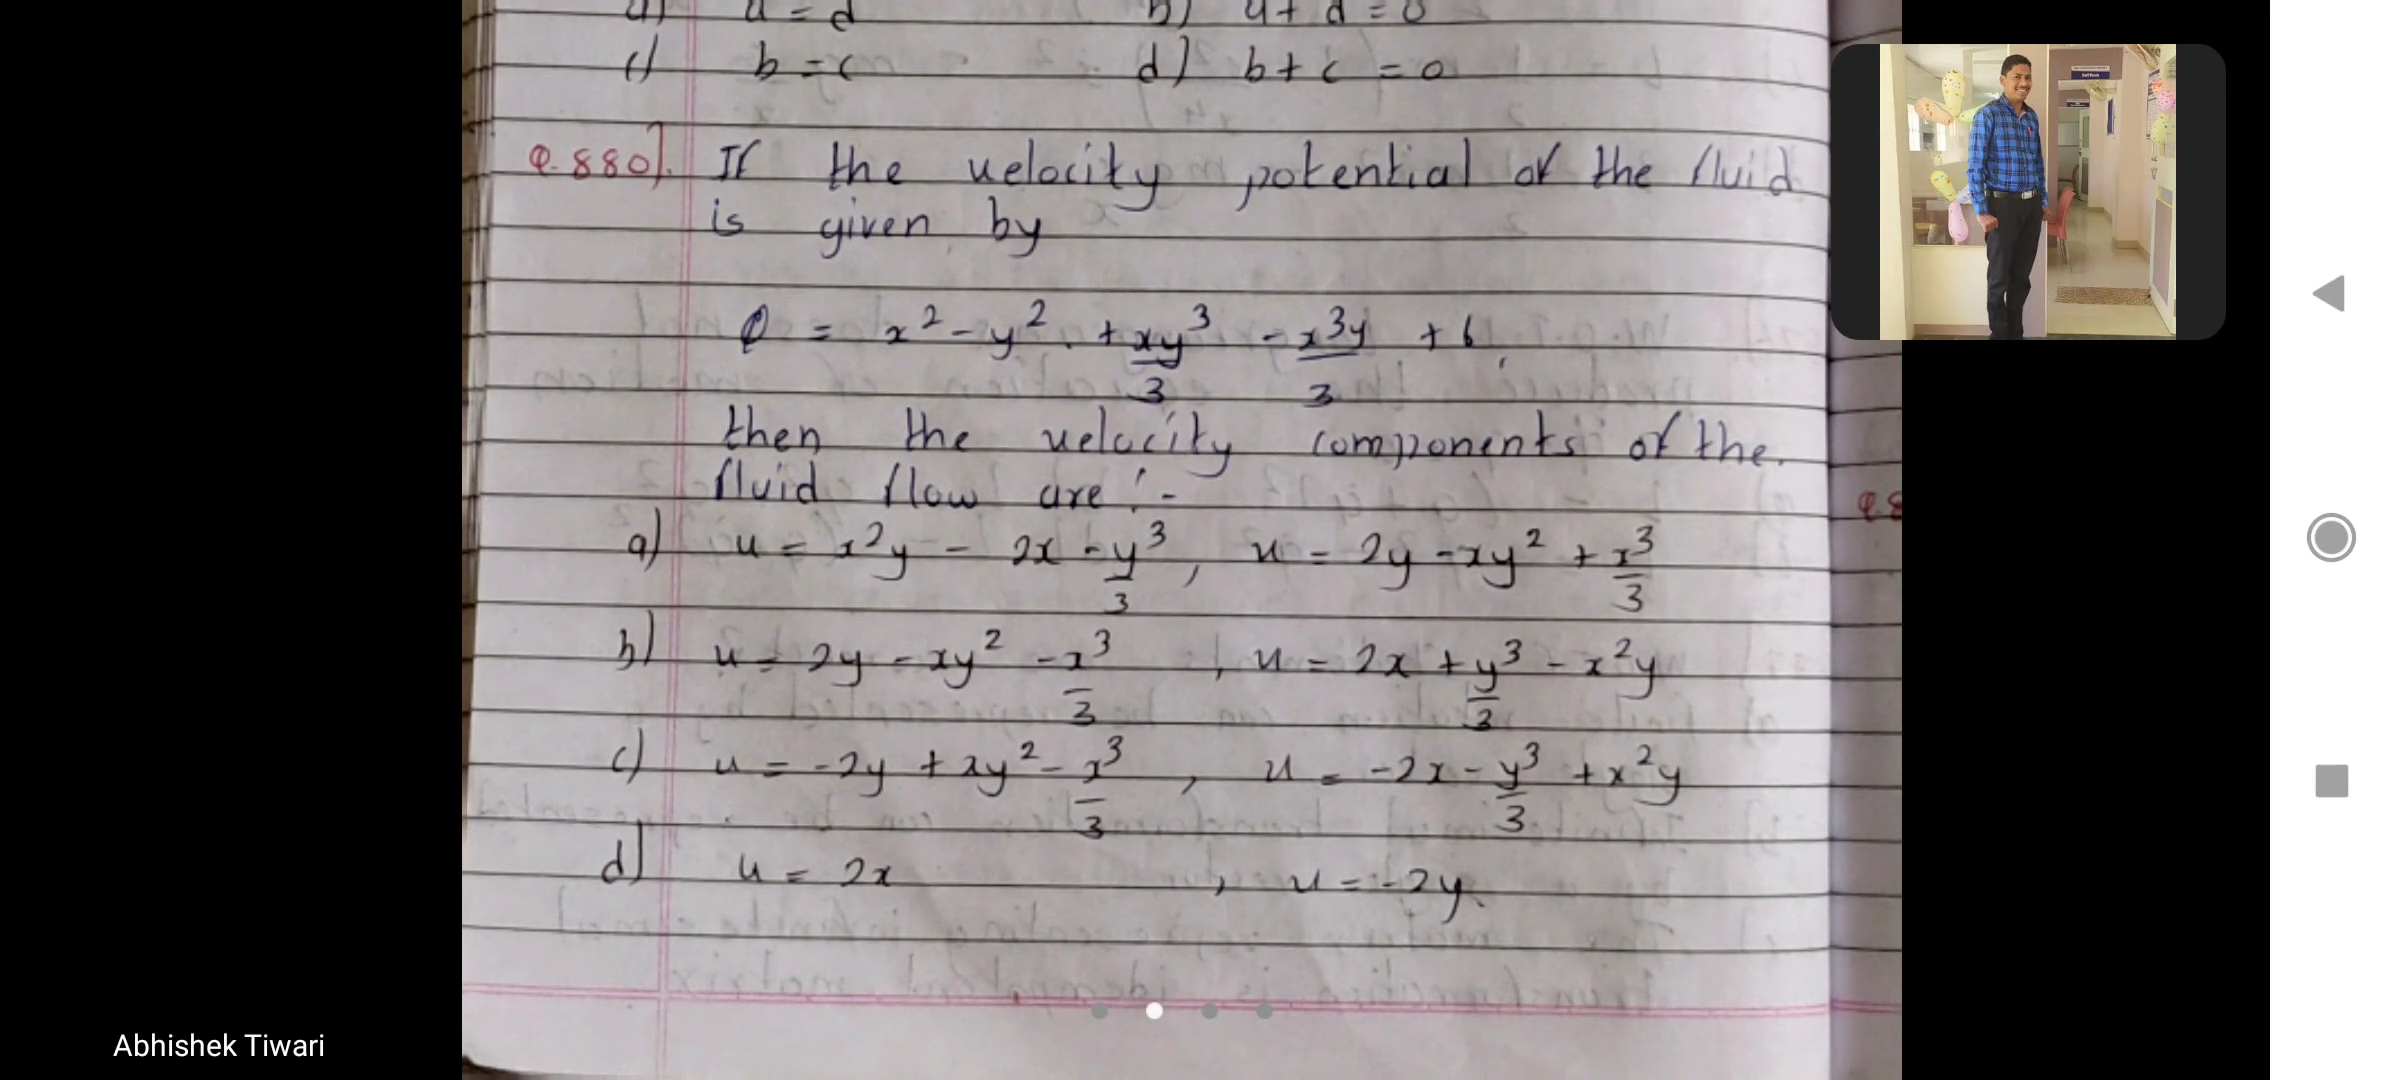 a) u = d b) a + d = 0
c) b = c d) b + c = 0
Q.880]. If the velocity potential of the fluid
is given by
Ø = x² - y² + xy³/3 - x³y/3 + 6,
then the velocity components of the
fluid flow are :-
a) u = x²y - 2x - y³/3, u = 2y - xy² + x³/3
b) u = 2y - xy² - x³/3, u = 2x + y³/3 - x²y
c) u = -2y + xy² - x³/3, u = -2x - y³/3 + x²y
d) u = 2x, u = -2y.
Q.8
Abhishek Tiwari